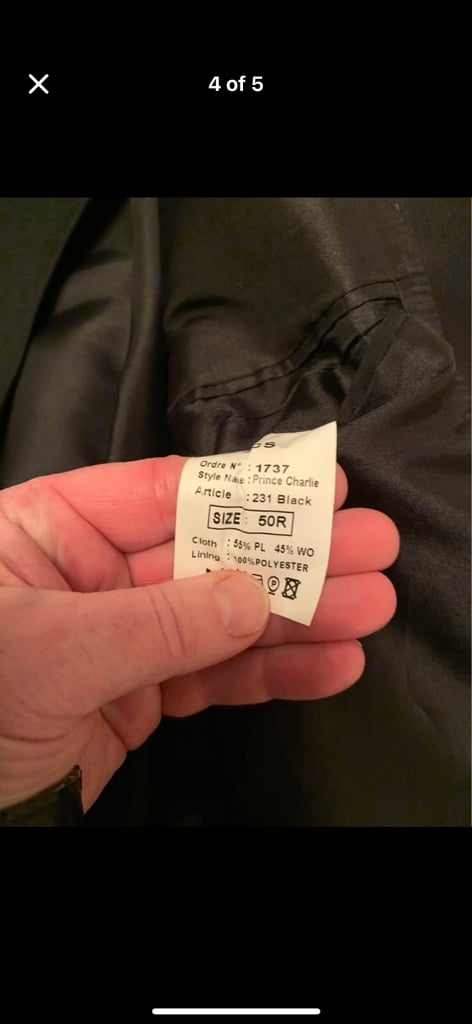 4 of 5
Ordre N° : 1737
Style Name : Prince Charlie
Article : 231 Black
SIZE : 50R
Cloth : 55% PL 45% WO
Lining : 100%POLYESTER
P